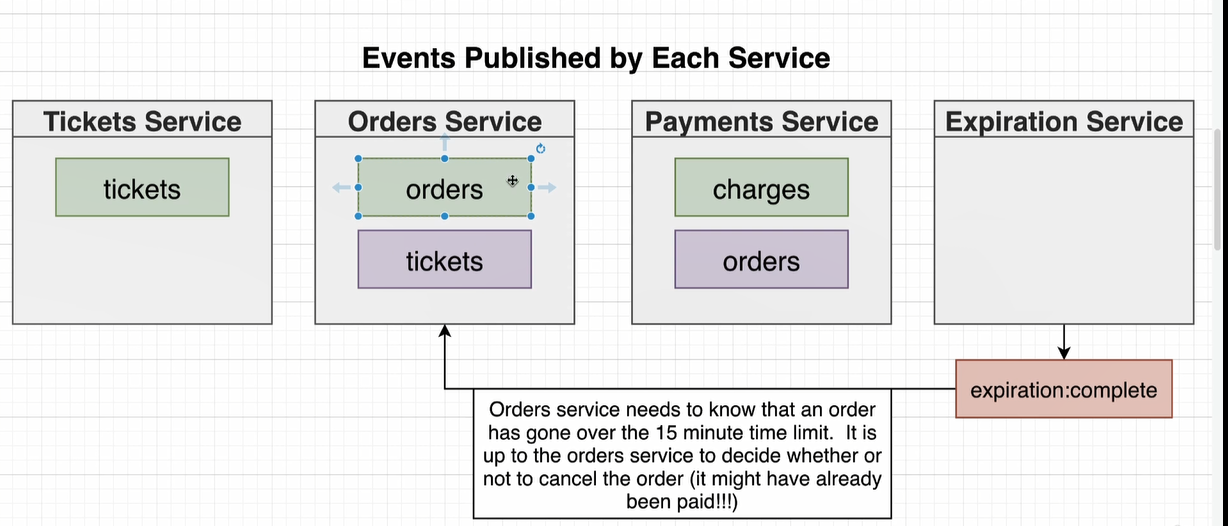 Events Published by Each Service
Tickets Service
tickets
Orders Service
orders
tickets
Payments Service
charges
orders
Expiration Service
expiration:complete
Orders service needs to know that an order
has gone over the 15 minute time limit.  It is
up to the orders service to decide whether or
not to cancel the order (it might have already
been paid!!!)